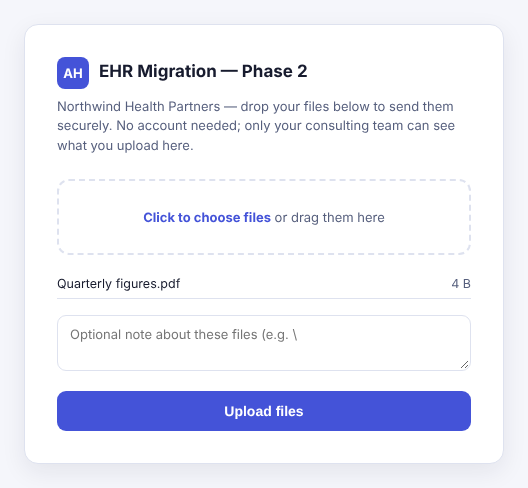 AH EHR Migration — Phase 2
Northwind Health Partners — drop your files below to send them
securely. No account needed; only your consulting team can see
what you upload here.
Click to choose files or drag them here
Quarterly figures.pdf 4 B
Optional note about these files (e.g. \
Upload files